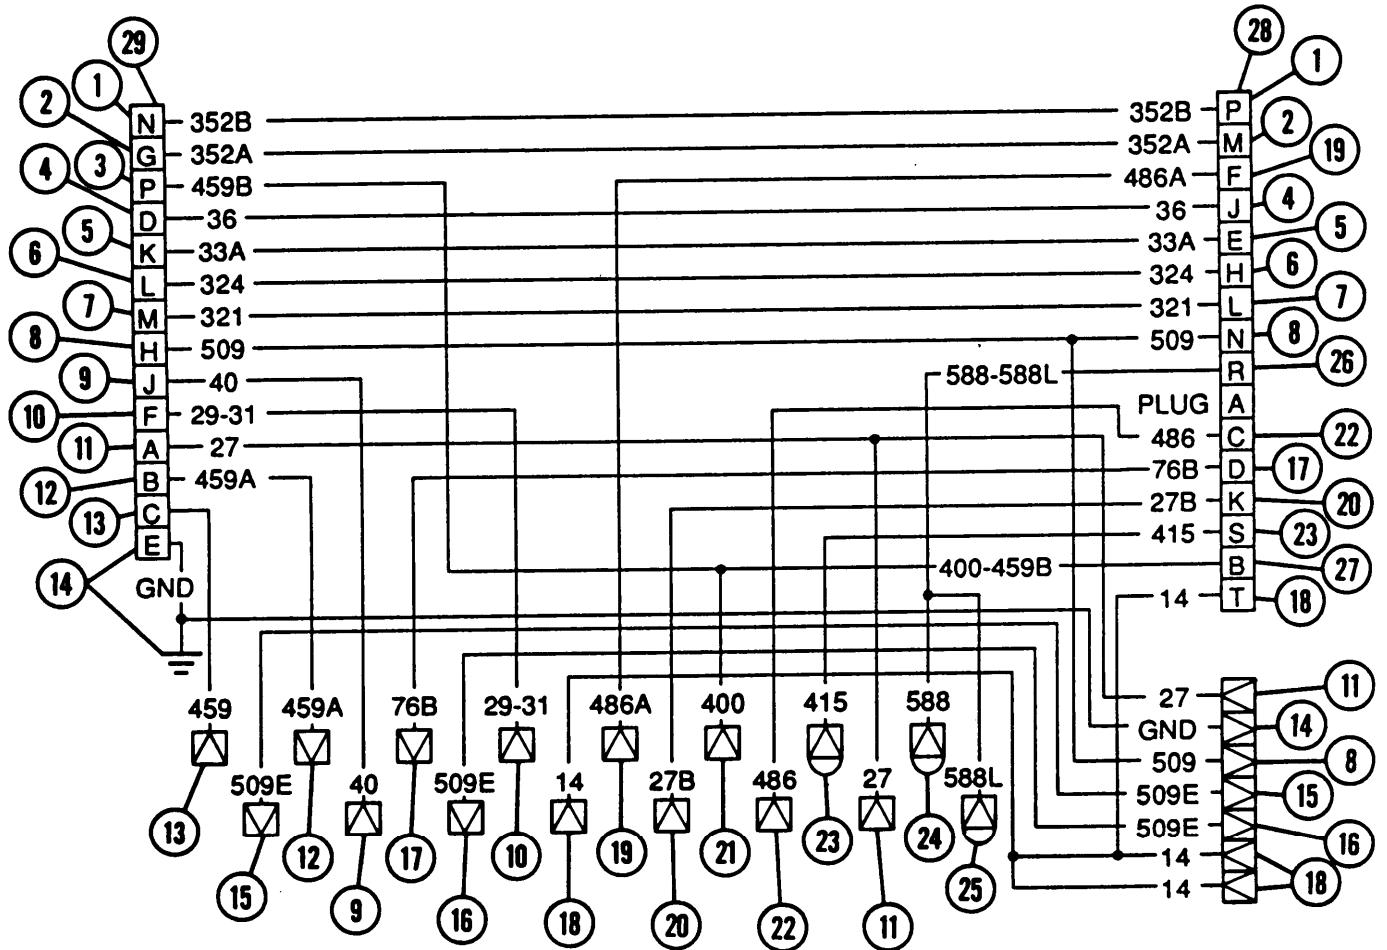 29
28
1
1
2
2
N 352B 352B P
G 352A 352A M
3
19
P 459B 486A F
4
4
D 36 36 J
5
5
K 33A 33A E
6
6
L 324 324 H
7
7
M 321 321 L
8
8
H 509 509 N
9
26
J 40 588-588L R
10
F 29-31 PLUG A
11
22
A 27 486 C
12
17
B 459A 76B D
13
20
C 27B K
23
E 415 S
14
27
GND 400-459B B
18
14 T
459 459A 76B 29-31 486A 400 415 588
27 11
GND 14
509E 40 509E 14 27B 486 27 588L
509 8
509E 15
509E 16
14
14 18
13 12 17 10 19 21 23 24
15 9 16 18 20 22 11 25